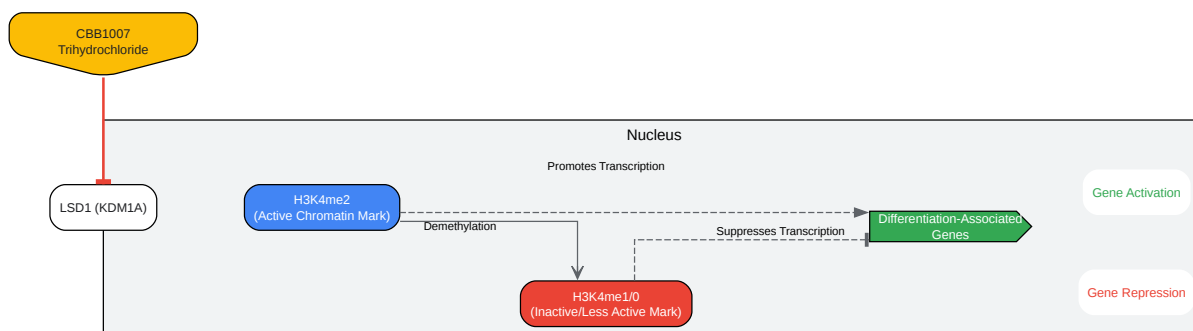 CBB1007
Trihydrochloride
Nucleus
Promotes Transcription
LSD1 (KDM1A)
H3K4me2
(Active Chromatin Mark)
Gene Activation
Demethylation
Suppresses Transcription
Differentiation-Associated
Genes
H3K4me1/0
(Inactive/Less Active Mark)
Gene Repression